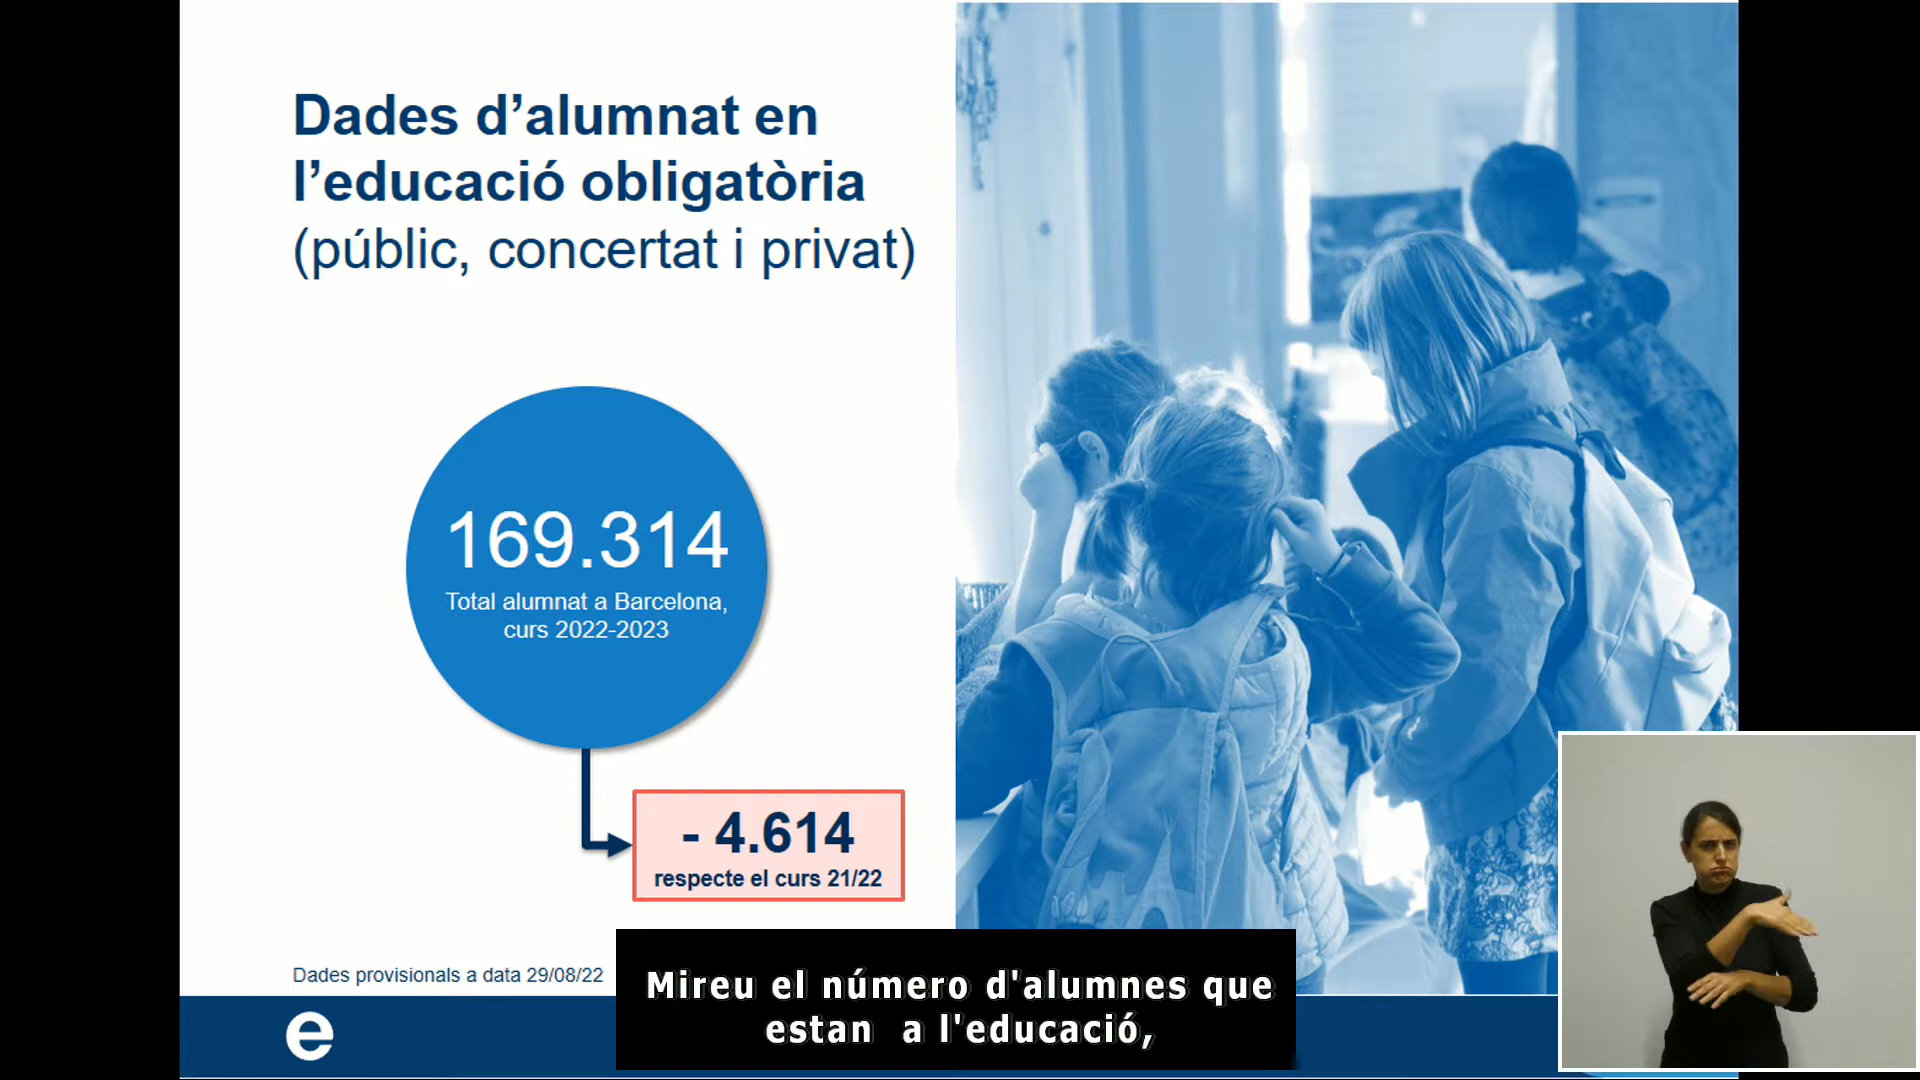 Dades d’alumnat en
l’educació obligatòria
(públic, concertat i privat)
169.314
Total alumnat a Barcelona,
curs 2022-2023
- 4.614
respecte el curs 21/22
Dades provisionals a data 29/08/22
e
Mireu el número d'alumnes que
estan  a l'educació,